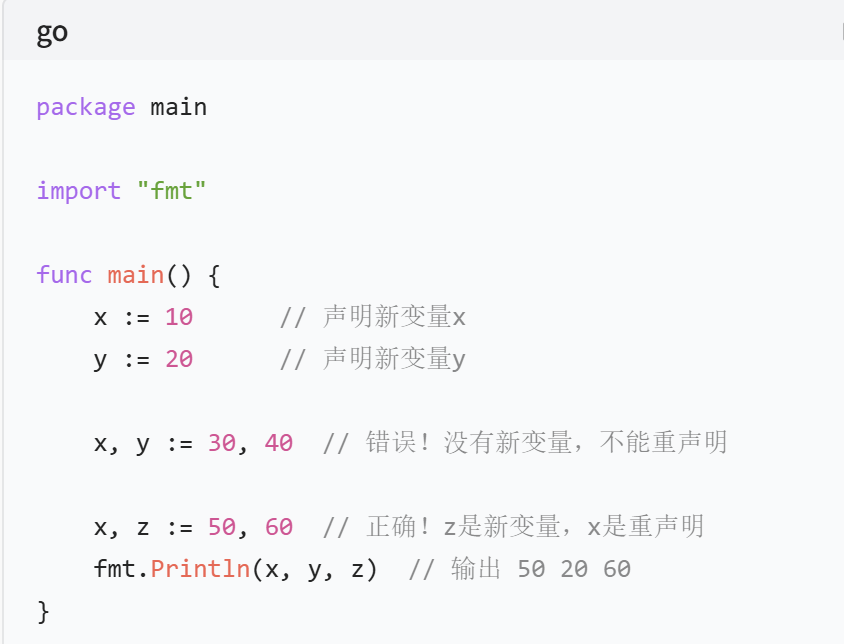 go
package main
import "fmt"
func main() {
    x := 10      // 声明新变量x
    y := 20      // 声明新变量y
    x, y := 30, 40  // 错误！没有新变量，不能重声明
    x, z := 50, 60  // 正确！z是新变量，x是重声明
    fmt.Println(x, y, z)  // 输出 50 20 60
}